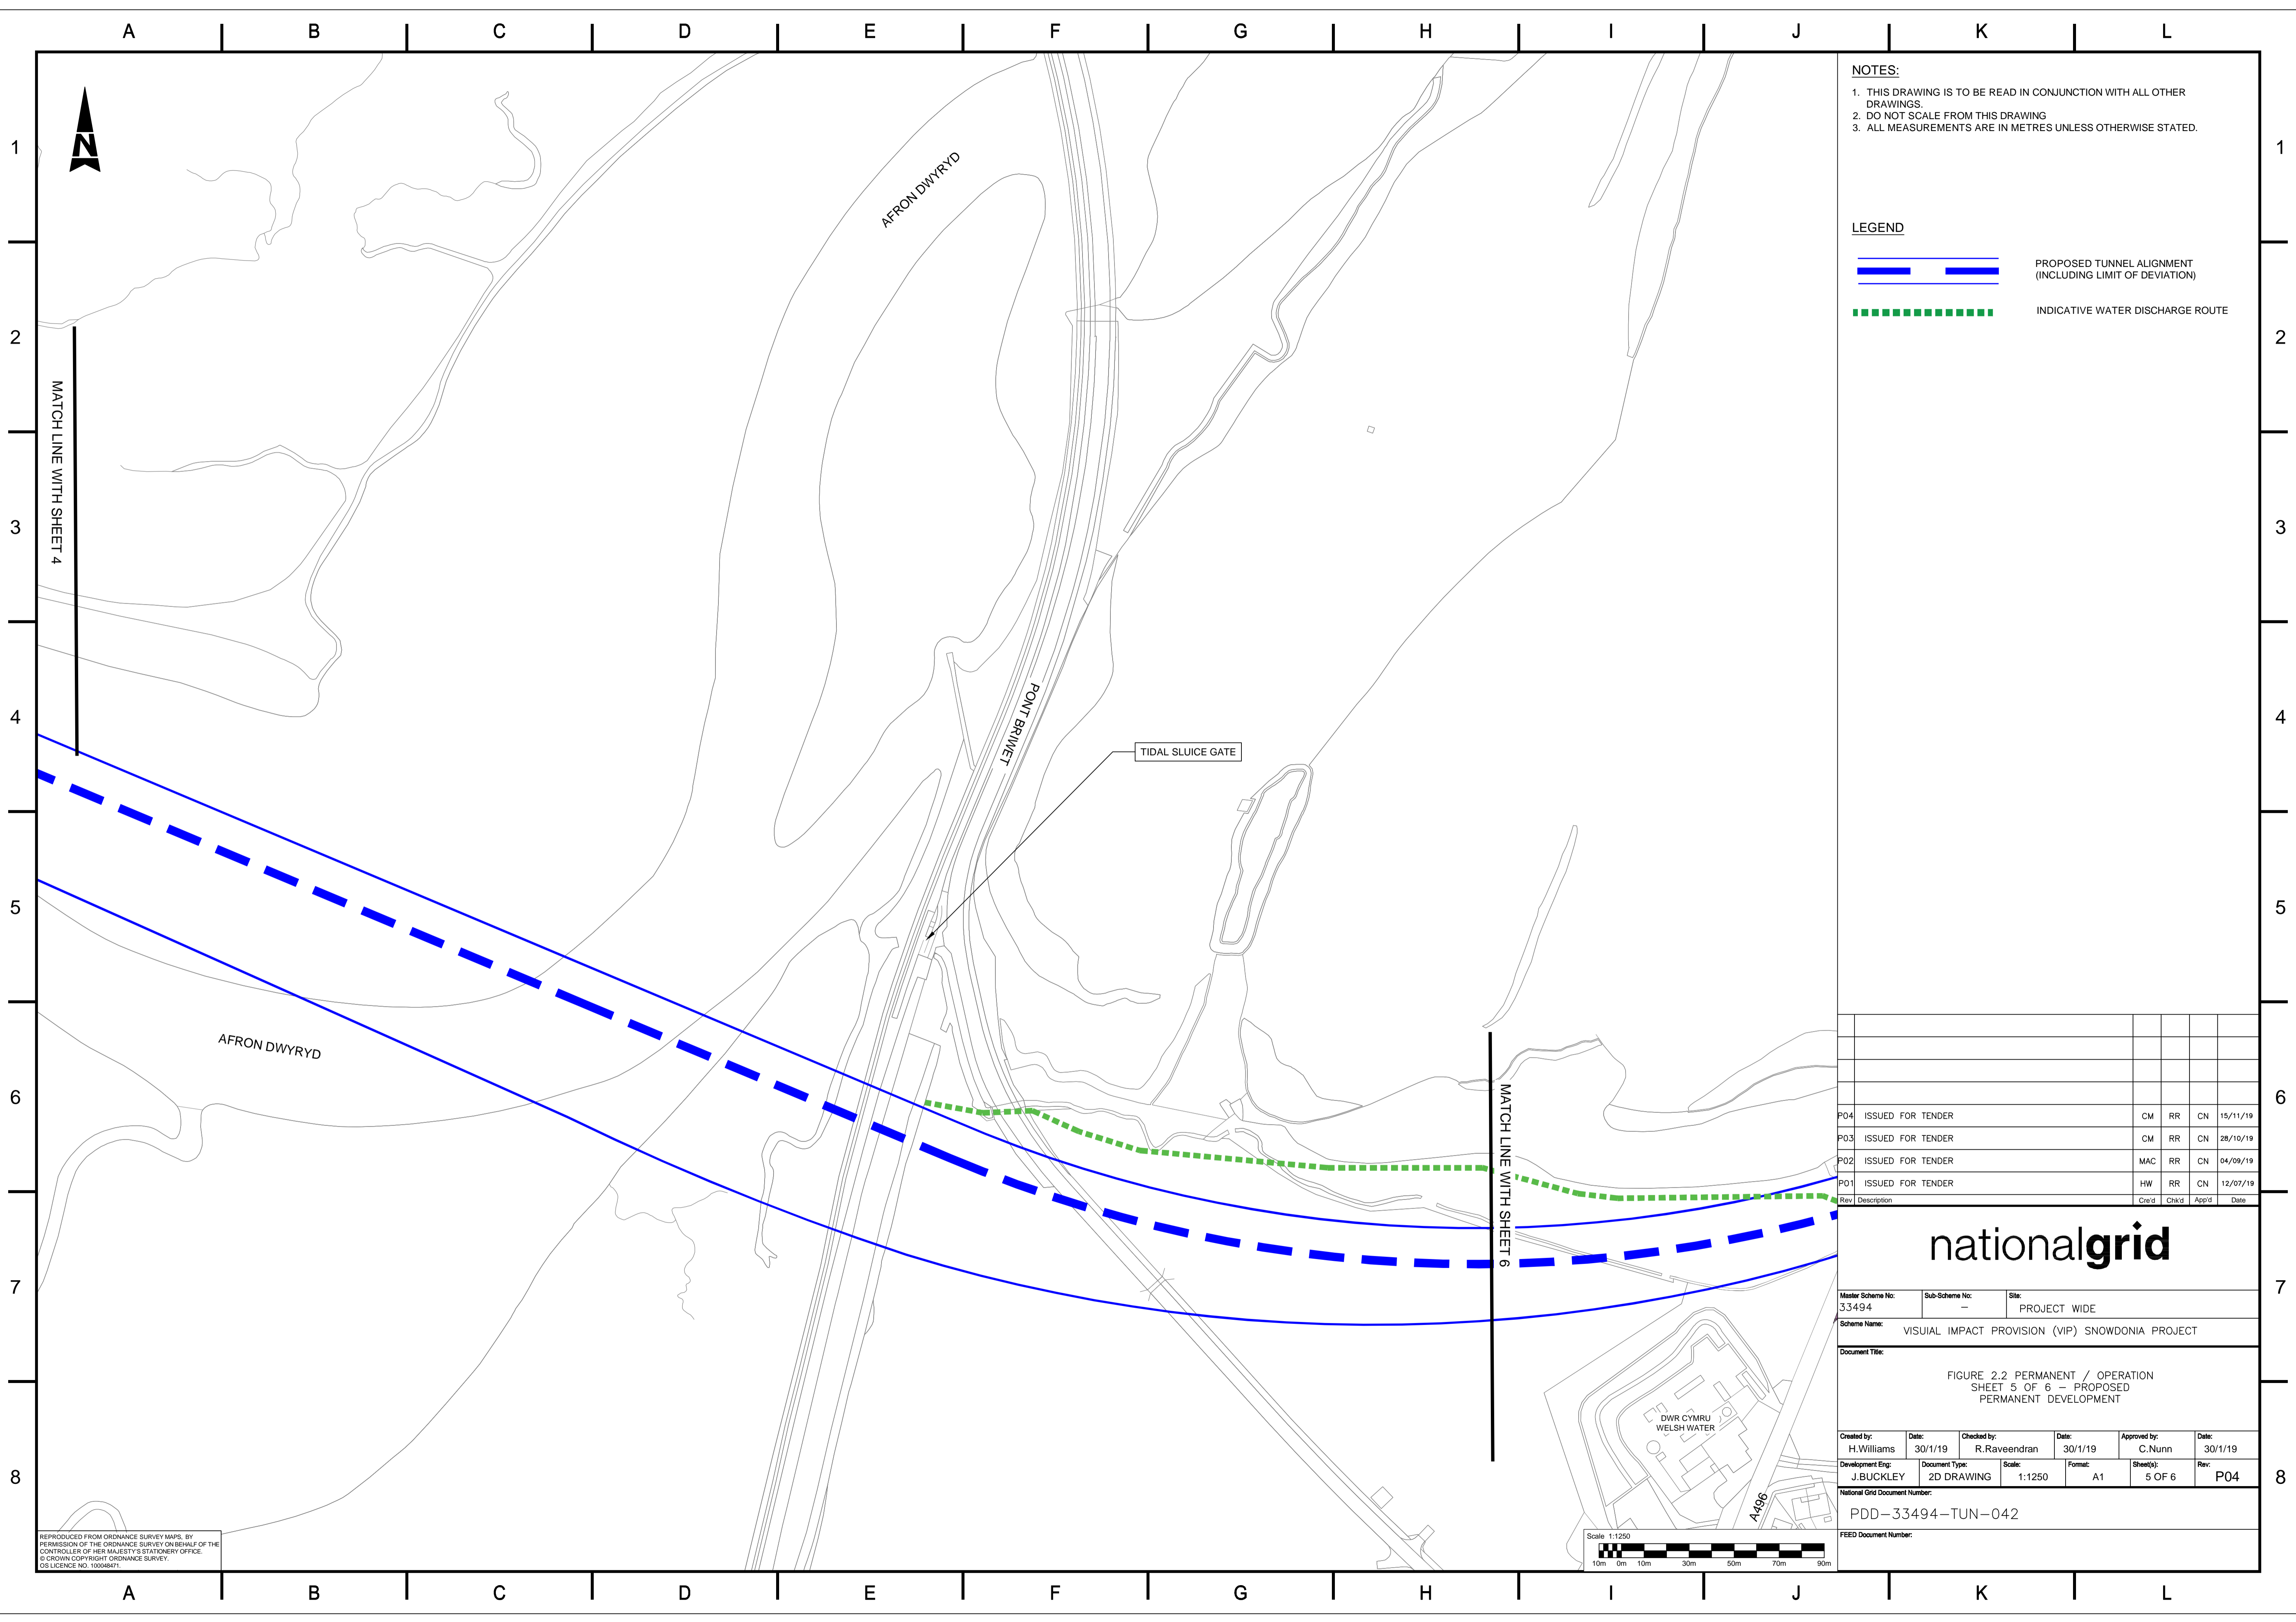 A B C D E F G H I J K L
1 1
2 2
3 3
4 4
5 5
6 6
7 7
8 8
N
AFRON DWYRYD
MATCH LINE WITH SHEET 4
PONT BRIWET
TIDAL SLUICE GATE
AFRON DWYRYD
MATCH LINE WITH SHEET 6
DWR CYMRU
WELSH WATER
A496
REPRODUCED FROM ORDNANCE SURVEY MAPS, BY
PERMISSION OF THE ORDNANCE SURVEY ON BEHALF OF THE
CONTROLLER OF HER MAJESTY'S STATIONERY OFFICE.
© CROWN COPYRIGHT ORDNANCE SURVEY.
OS LICENCE NO. 100048471.
Scale 1:1250
10m 0m 10m 30m 50m 70m 90m
NOTES:
1. THIS DRAWING IS TO BE READ IN CONJUNCTION WITH ALL OTHER
DRAWINGS.
2. DO NOT SCALE FROM THIS DRAWING
3. ALL MEASUREMENTS ARE IN METRES UNLESS OTHERWISE STATED.
LEGEND
PROPOSED TUNNEL ALIGNMENT
(INCLUDING LIMIT OF DEVIATION)
INDICATIVE WATER DISCHARGE ROUTE
P04 ISSUED FOR TENDER CM RR CN 15/11/19
P03 ISSUED FOR TENDER CM RR CN 28/10/19
P02 ISSUED FOR TENDER MAC RR CN 04/09/19
P01 ISSUED FOR TENDER HW RR CN 12/07/19
Rev Description Cre'd Chk'd App'd Date
nationalgrid
Master Scheme No: Sub-Scheme No: Site:
33494 – PROJECT WIDE
Scheme Name:
VISUIAL IMPACT PROVISION (VIP) SNOWDONIA PROJECT
Document Title:
FIGURE 2.2 PERMANENT / OPERATION
SHEET 5 OF 6 – PROPOSED
PERMANENT DEVELOPMENT
Created by: Date: Checked by: Date: Approved by: Date:
H.Williams 30/1/19 R.Raveendran 30/1/19 C.Nunn 30/1/19
Development Eng: Document Type: Scale: Format: Sheet(s): Rev:
J.BUCKLEY 2D DRAWING 1:1250 A1 5 OF 6 P04
National Grid Document Number:
PDD-33494-TUN-042
FEED Document Number:
A B C D E F G H I J K L